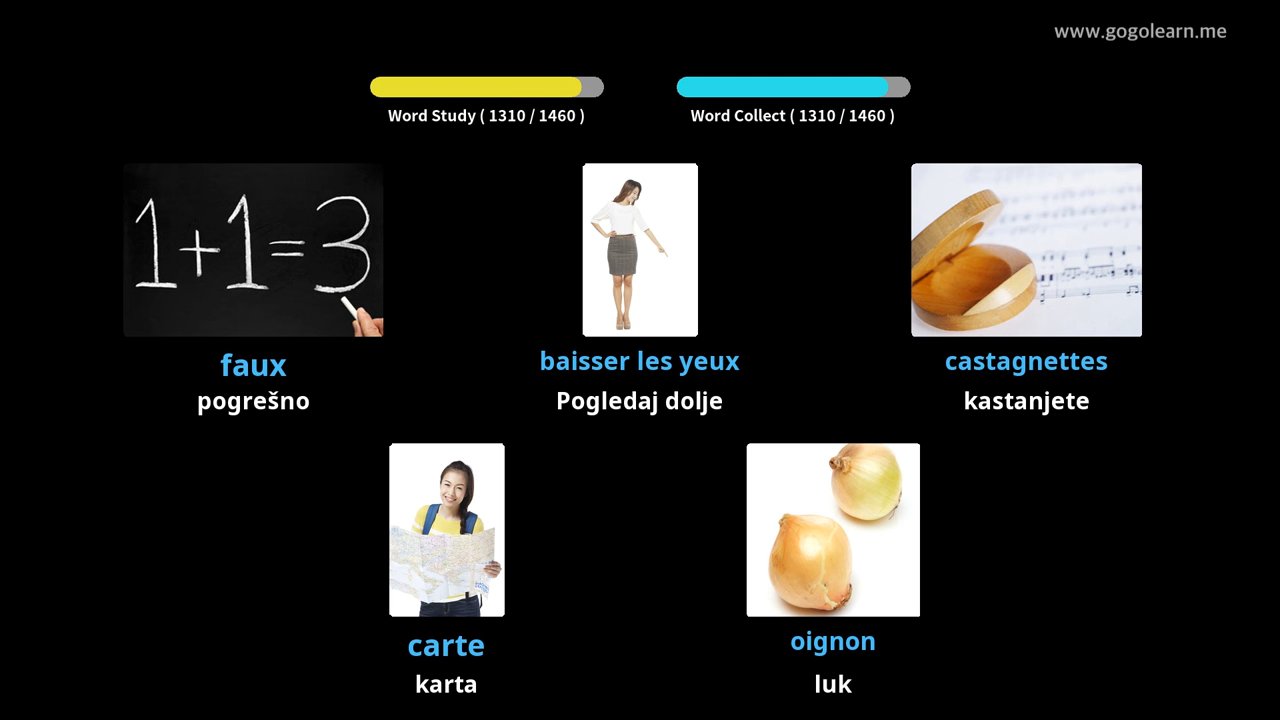 www.gogolearn.me
Word Study ( 1310 / 1460 )
Word Collect ( 1310 / 1460 )
1+1=3
faux
pogrešno
baisser les yeux
Pogledaj dolje
castagnettes
kastanjete
carte
karta
oignon
luk